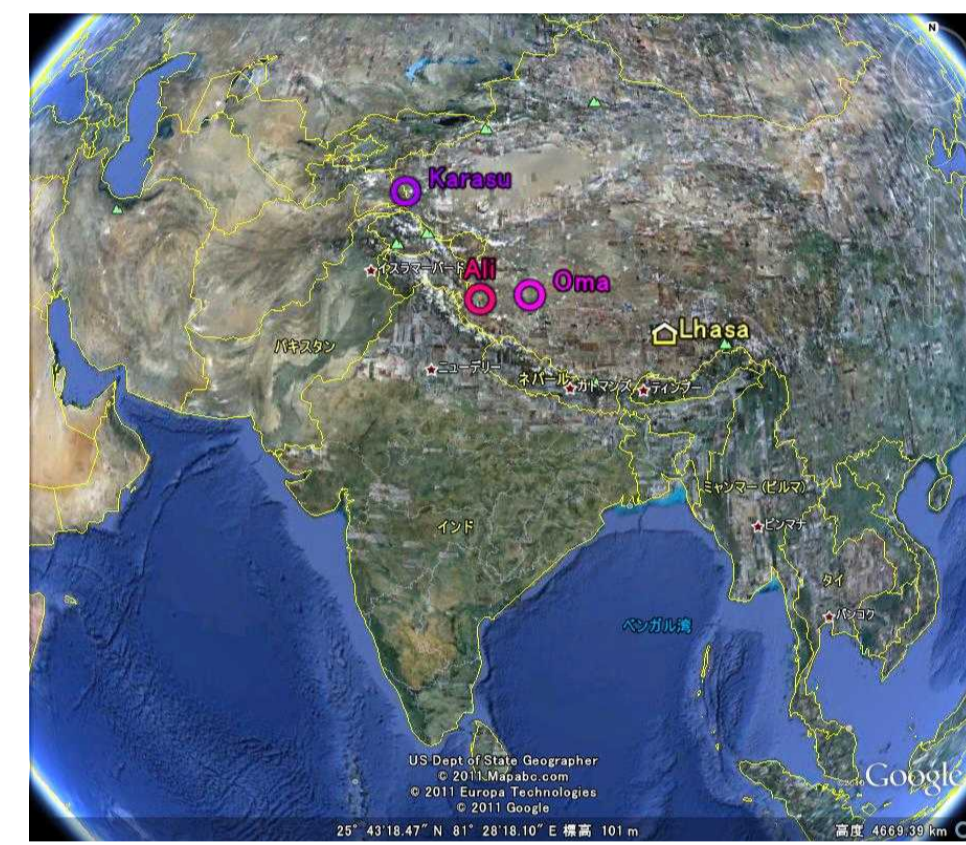 N
Karasu
イスラマーバード
Ali
Oma
Lhasa
パキスタン
ニューデリー
ネパール
カトマンズ
ティンプー
ミャンマー (ビルマ)
インド
ピンマナ
タイ
バンコク
ベンガル湾
US Dept of State Geographer
© 2011 Mapabc.com
© 2011 Europa Technologies
© 2011 Google
Google
25° 43'18.47" N 81° 28'18.10" E 標高 101 m
高度 4669.39 km